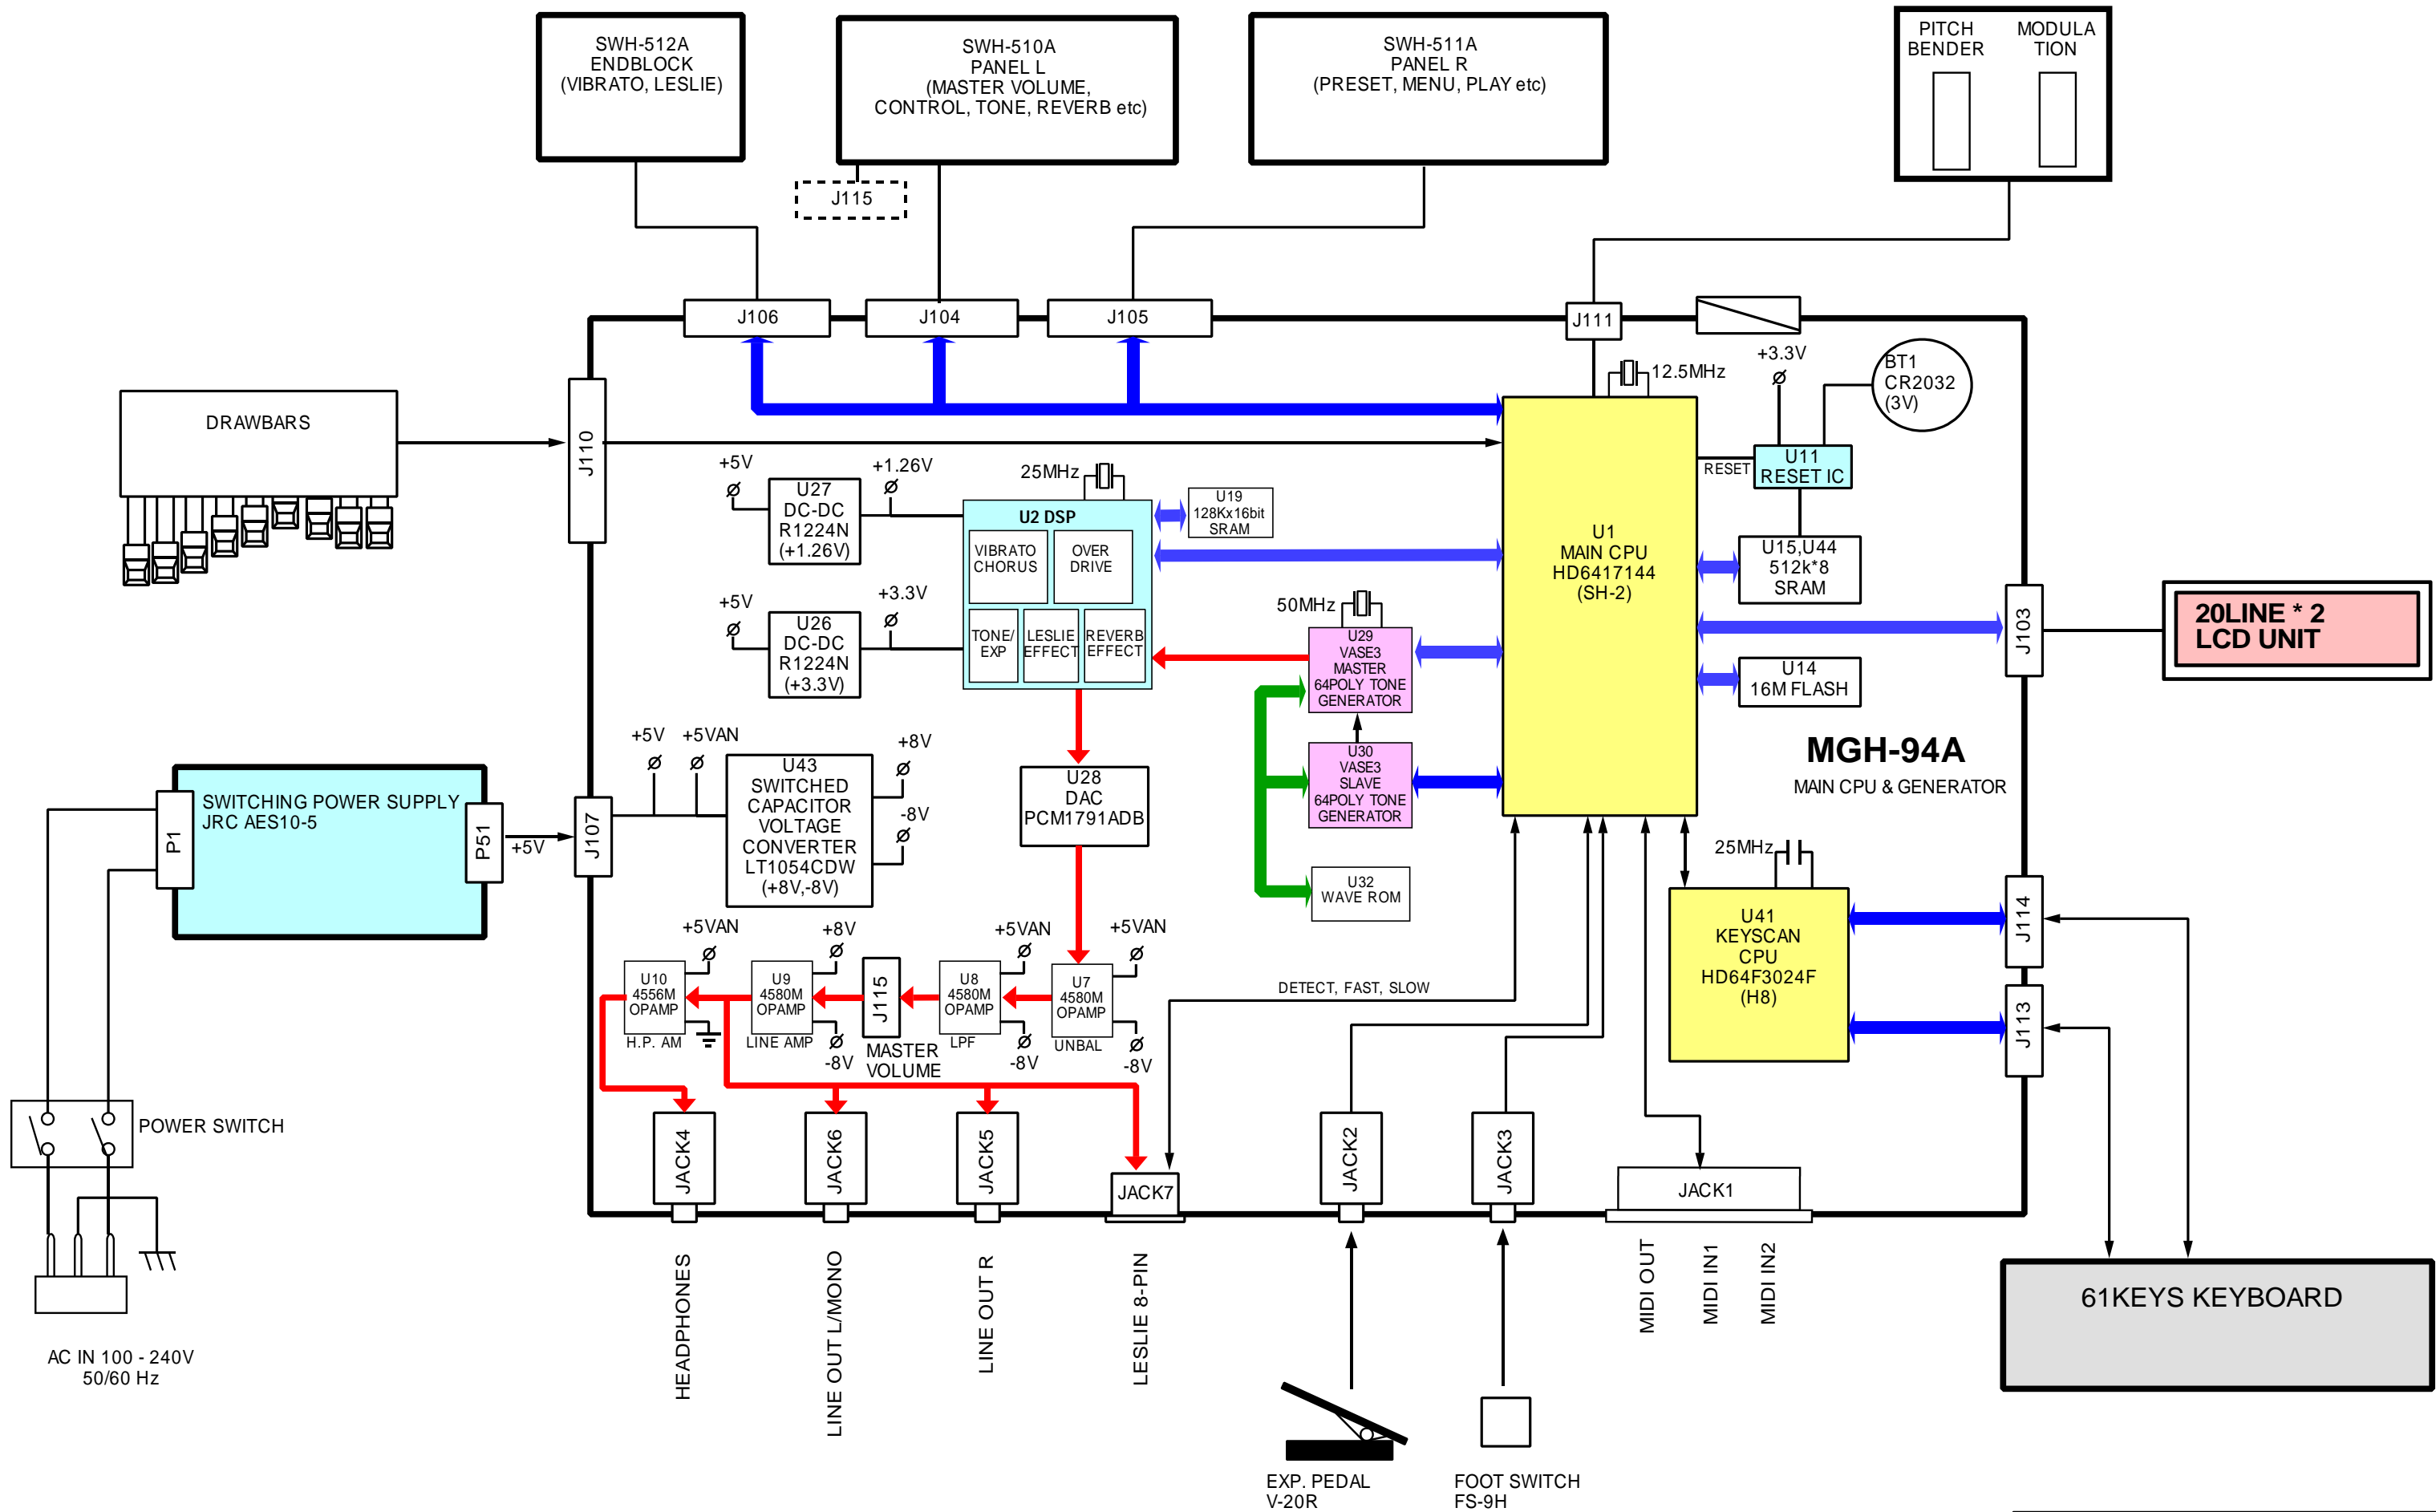 SWH-512A
ENDBLOCK
(VIBRATO, LESLIE)
SWH-510A
PANEL L
(MASTER VOLUME,
CONTROL, TONE, REVERB etc)
SWH-511A
PANEL R
(PRESET, MENU, PLAY etc)
PITCH
BENDER
MODULA
TION
J115
J106
J104
J105
J111
12.5MHz
+3.3V
BT1
CR2032
(3V)
DRAWBARS
J110
RESET
U11
RESET IC
+5V
U27
DC-DC
R1224N
(+1.26V)
+1.26V
25MHz
U2 DSP
VIBRATO
CHORUS
OVER
DRIVE
TONE/
EXP
LESLIE
EFFECT
REVERB
EFFECT
U19
128Kx16bit
SRAM
U1
MAIN CPU
HD6417144
(SH-2)
U15,U44
512k*8
SRAM
+5V
U26
DC-DC
R1224N
(+3.3V)
+3.3V
50MHz
U29
VASE3
MASTER
64POLY TONE
GENERATOR
U14
16M FLASH
J103
20LINE * 2
LCD UNIT
MGH-94A
MAIN CPU & GENERATOR
P1
SWITCHING POWER SUPPLY
JRC AES10-5
P51
+5V
J107
+5V
+5VAN
U43
SWITCHED
CAPACITOR
VOLTAGE
CONVERTER
LT1054CDW
(+8V,-8V)
+8V
-8V
U28
DAC
PCM1791ADB
U30
VASE3
SLAVE
64POLY TONE
GENERATOR
U32
WAVE ROM
25MHz
U41
KEYSCAN
CPU
HD64F3024F
(H8)
J114
J113
+5VAN
U10
4556M
OPAMP
H.P. AM
+8V
U9
4580M
OPAMP
LINE AMP
-8V
J115
MASTER
VOLUME
+5VAN
U8
4580M
OPAMP
LPF
-8V
+5VAN
U7
4580M
OPAMP
UNBAL
-8V
DETECT, FAST, SLOW
POWER SWITCH
JACK4
JACK6
JACK5
JACK7
JACK2
JACK3
JACK1
HEADPHONES
LINE OUT L/MONO
LINE OUT R
LESLIE 8-PIN
MIDI OUT
MIDI IN1
MIDI IN2
61KEYS KEYBOARD
AC IN 100 - 240V
50/60 Hz
EXP. PEDAL
V-20R
FOOT SWITCH
FS-9H